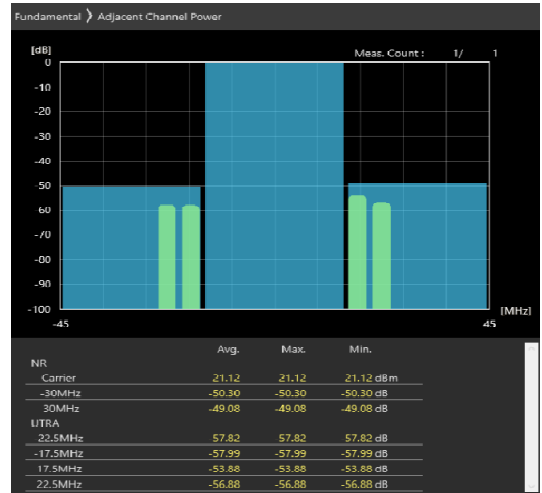 Fundamental 》 Adjacent Channel Power
[dB]
Meas. Count : 1/ 1
0
-10
-20
-30
-40
-50
60
-70
-80
-90
-100
[MHz]
-45 45
Avg. Max. Min.
NR
Carrier 21.12 21.12 21.12 dBm
-30MHz -50.30 -50.30 -50.30 dB
30MHz -49.08 -49.08 -49.08 dB
UTRA
22.5MHz 57.82 57.82 57.82 dB
-17.5MHz -57.99 -57.99 -57.99 dB
17.5MHz -53.88 -53.88 -53.88 dB
22.5MHz -56.88 -56.88 -56.88 dB